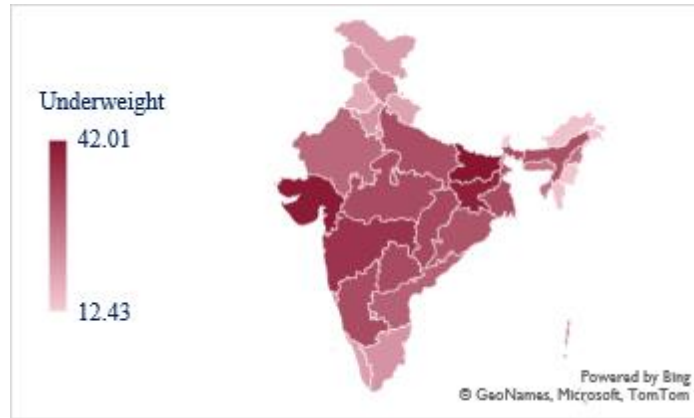 Underweight
42.01
12.43
Powered by Bing
© GeoNames, Microsoft, TomTom